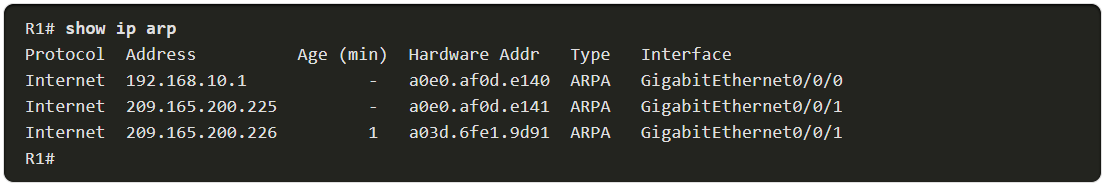 R1# show ip arp
Protocol  Address          Age (min)  Hardware Addr   Type   Interface
Internet  192.168.10.1            -   a0e0.af0d.e140  ARPA   GigabitEthernet0/0/0
Internet  209.165.200.225         -   a0e0.af0d.e141  ARPA   GigabitEthernet0/0/1
Internet  209.165.200.226         1   a03d.6fe1.9d91  ARPA   GigabitEthernet0/0/1
R1#